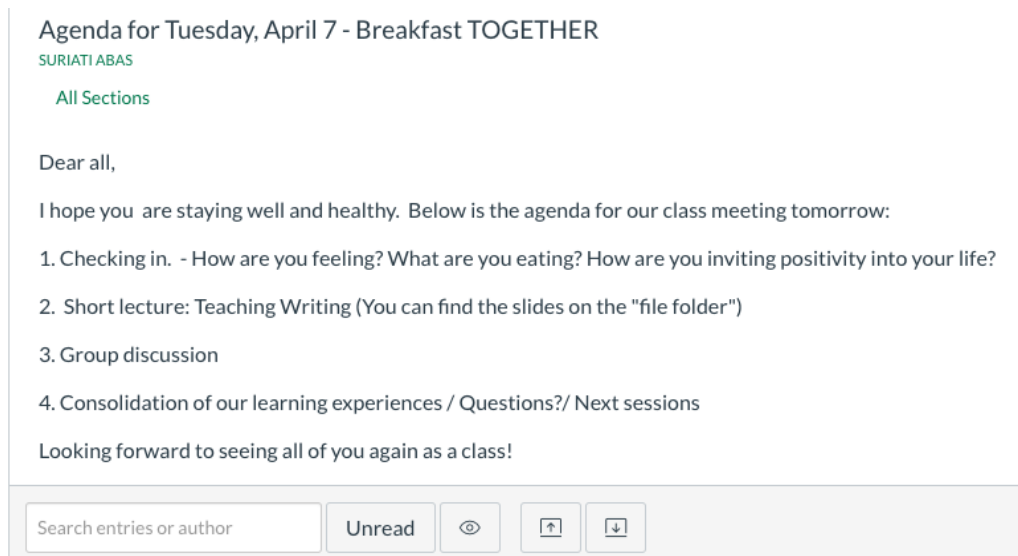 Agenda for Tuesday, April 7 - Breakfast TOGETHER
SURIATI ABAS
All Sections
Dear all,
I hope you  are staying well and healthy.  Below is the agenda for our class meeting tomorrow:
1. Checking in.  - How are you feeling? What are you eating? How are you inviting positivity into your life?
2.  Short lecture: Teaching Writing (You can find the slides on the "file folder")
3. Group discussion
4. Consolidation of our learning experiences / Questions?/ Next sessions
Looking forward to seeing all of you again as a class!
Search entries or author
Unread